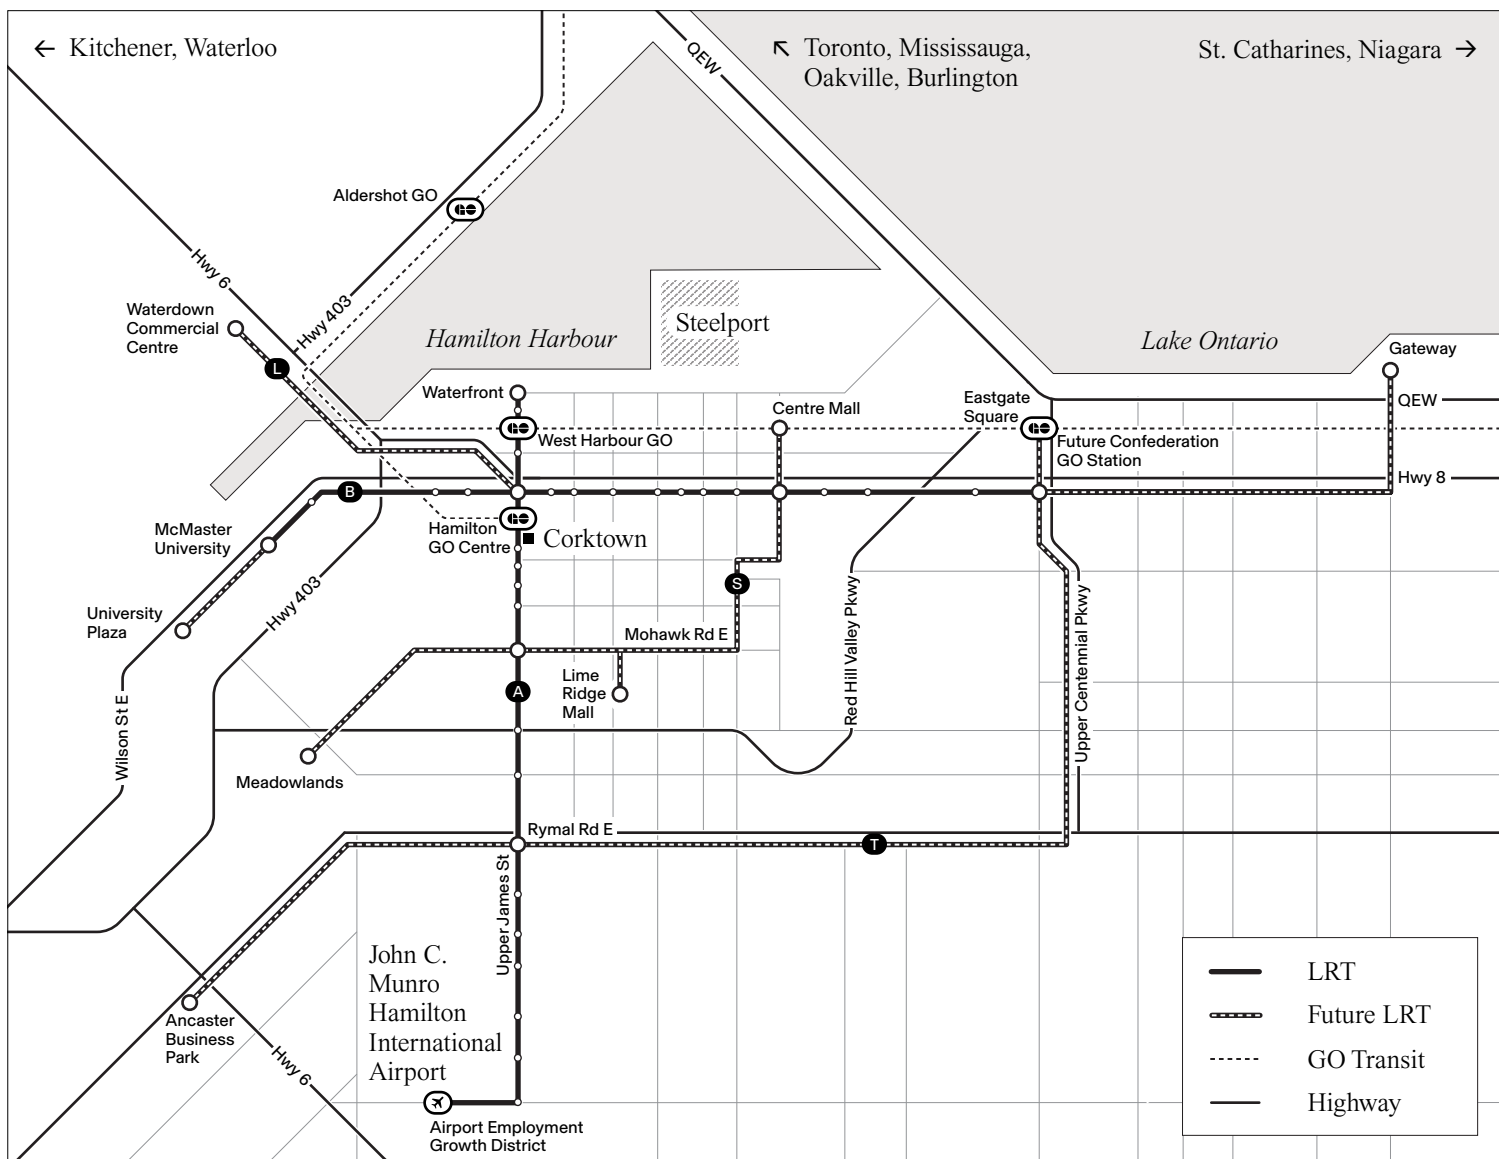 ← Kitchener, Waterloo
↖ Toronto, Mississauga,
Oakville, Burlington
St. Catharines, Niagara →
QEW
Aldershot GO
Hwy 6
Hwy 403
Waterdown
Commercial
Centre
L
Hamilton Harbour
Steelport
Lake Ontario
Gateway
Waterfront
Centre Mall
Eastgate
Square
QEW
West Harbour GO
Future Confederation
GO Station
Hwy 8
B
McMaster
University
Hamilton
GO Centre
Corktown
University
Plaza
Hwy 403
S
Mohawk Rd E
Lime
Ridge
Mall
A
Red Hill Valley Pkwy
Upper Centennial Pkwy
Wilson St E
Meadowlands
Rymal Rd E
T
Upper James St
John C.
Munro
Hamilton
International
Airport
Ancaster
Business
Park
Hwy 6
Airport Employment
Growth District
LRT
Future LRT
GO Transit
Highway